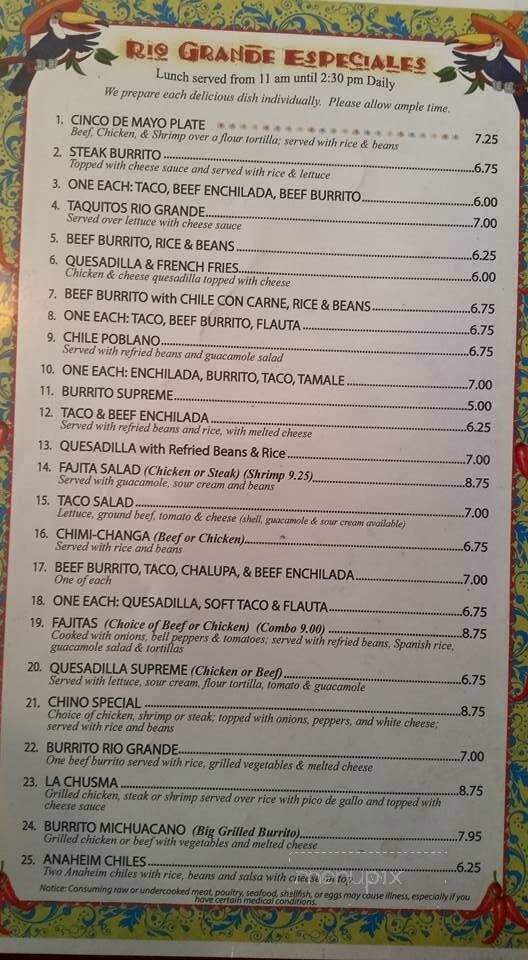 RIO GRANDE ESPECIALES
Lunch served from 11 am until 2:30 pm Daily
We prepare each delicious dish individually. Please allow ample time.
1. CINCO DE MAYO PLATE 7.25
Beef, Chicken, & Shrimp over a flour tortilla; served with rice & beans
2. STEAK BURRITO 6.75
Topped with cheese sauce and served with rice & lettuce
3. ONE EACH: TACO, BEEF ENCHILADA, BEEF BURRITO 6.00
4. TAQUITOS RIO GRANDE 7.00
Served over lettuce with cheese sauce
5. BEEF BURRITO, RICE & BEANS 6.25
6. QUESADILLA & FRENCH FRIES 6.00
Chicken & cheese quesadilla topped with cheese
7. BEEF BURRITO with CHILE CON CARNE, RICE & BEANS 6.75
8. ONE EACH: TACO, BEEF BURRITO, FLAUTA 6.75
9. CHILE POBLANO 6.75
Served with refried beans and guacamole salad
10. ONE EACH: ENCHILADA, BURRITO, TACO, TAMALE 7.00
11. BURRITO SUPREME 5.00
12. TACO & BEEF ENCHILADA 6.25
Served with refried beans and rice, with melted cheese
13. QUESADILLA with Refried Beans & Rice 7.00
14. FAJITA SALAD (Chicken or Steak) (Shrimp 9.25) 8.75
Served with guacamole, sour cream and beans
15. TACO SALAD 7.00
Lettuce, ground beef, tomato & cheese (shell, guacamole & sour cream available)
16. CHIMI-CHANGA (Beef or Chicken) 6.75
Served with rice and beans
17. BEEF BURRITO, TACO, CHALUPA, & BEEF ENCHILADA 7.00
One of each
18. ONE EACH: QUESADILLA, SOFT TACO & FLAUTA 6.75
19. FAJITAS (Choice of Beef or Chicken) (Combo 9.00) 8.75
Cooked with onions, bell peppers & tomatoes; served with refried beans, Spanish rice,
guacamole salad & tortillas
20. QUESADILLA SUPREME (Chicken or Beef) 6.75
Served with lettuce, sour cream, flour tortilla, tomato & guacamole
21. CHINO SPECIAL 8.75
Choice of chicken, shrimp or steak; topped with onions, peppers, and white cheese;
served with rice and beans
22. BURRITO RIO GRANDE 7.00
One beef burrito served with rice, grilled vegetables & melted cheese
23. LA CHUSMA 8.75
Grilled chicken, steak or shrimp served over rice with pico de gallo and topped with
cheese sauce
24. BURRITO MICHUACANO (Big Grilled Burrito) 7.95
Grilled chicken or beef with vegetables and melted cheese
25. ANAHEIM CHILES 6.25
Two Anaheim chiles with rice, beans and salsa with cheese on top
menupix
Notice: Consuming raw or undercooked meat, poultry, seafood, shellfish, or eggs may cause illness, especially if you
have certain medical conditions.